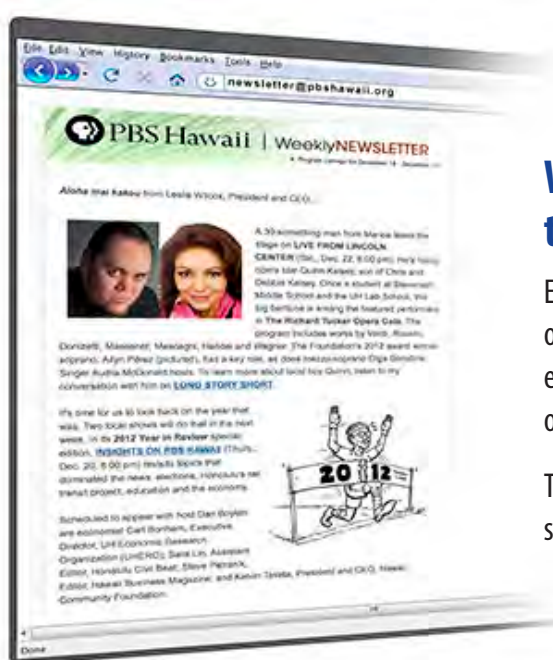 File Edit View History Bookmarks Tools Help
newsletter@pbshawaii.org
PBS Hawaii | WeeklyNEWSLETTER
Program Listings for December 18 - December
Aloha mai kakou from Leslie Wilcox, President and CEO...
A 30-something man from Manoa takes the
stage on LIVE FROM LINCOLN
CENTER (Sat., Dec. 22, 8:00 pm). He's
opera star Quinn Kelsey, son of Chris and
Debbie Kelsey. Once a student at Stevenson
Middle School and the UH Lab School, the
big baritone is among the featured performers
in The Richard Tucker Opera Gala. The
program includes works by Verdi, Rossini,
Donizetti, Massenet, Mascagni, Handel and Wagner. The Foundation's 2012 award winner
soprano, Ailyn Pérez (pictured), has a key role, as does mezzo-soprano Olga Borodina.
Singer Audra McDonald hosts. To learn more about local boy Quinn, listen to my
conversation with him on LONG STORY SHORT.
It's time for us to look back on the year that
was. Two local shows will do that in the next
week. In its 2012 Year in Review special
edition, INSIGHTS ON PBS HAWAII (Thurs.,
Dec. 20, 8:00 pm) revisits topics that
dominated the news: elections, Honolulu's rail
transit project, education and the economy.
20 12
Scheduled to appear with host Dan Boylan
are economist Carl Bonham, Executive
Director, UH Economic Research
Organization (UHERO); Sara Lin, Assistant
Editor, Honolulu Civil Beat; Steve Petranik,
Editor, Hawaii Business Magazine; and Kelvin Taketa, President and CEO, Hawaii
Community Foundation.
Done